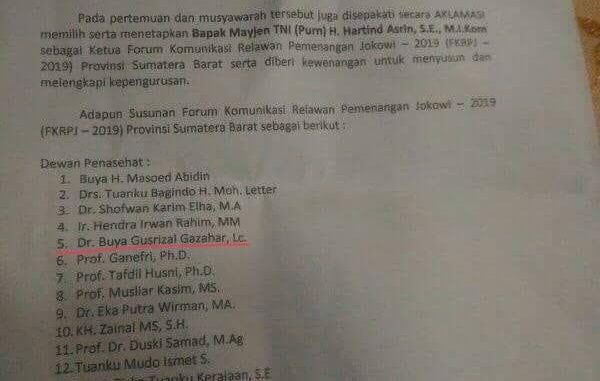 Pada pertemuan dan musyawarah tersebut juga disepakati secara AKLAMASI
memilih serta menetapkan Bapak Mayjen TNI (Purn) H. Hartind Asrin, S.E., M.I.Kom
sebagai Ketua Forum Komunikasi Relawan Pemenangan Jokowi – 2019 (FKRPJ –
2019) Provinsi Sumatera Barat serta diberi kewenangan untuk menyusun dan
melengkapi kepengurusan.
Adapun Susunan Forum Komunikasi Relawan Pemenangan Jokowi – 2019
(FKRPJ – 2019) Provinsi Sumatera Barat sebagai berikut :
Dewan Penasehat :
1. Buya H. Masoed Abidin
2. Drs. Tuanku Bagindo H. Moh. Letter
3. Dr. Shofwan Karim Elha, M.A
4. Ir. Hendra Irwan Rahim, MM
5. Dr. Buya Gusrizal Gazahar, Lc.
6. Prof. Ganefri, Ph.D.
7. Prof. Tafdil Husni, Ph.D.
8. Prof. Musliar Kasim, MS.
9. Dr. Eka Putra Wirman, MA.
10. KH. Zainal MS, S.H.
11. Prof. Dr. Duski Samad, M.Ag
12. Tuanku Mudo Ismet S.
Tuanku Kerajaan, S.E